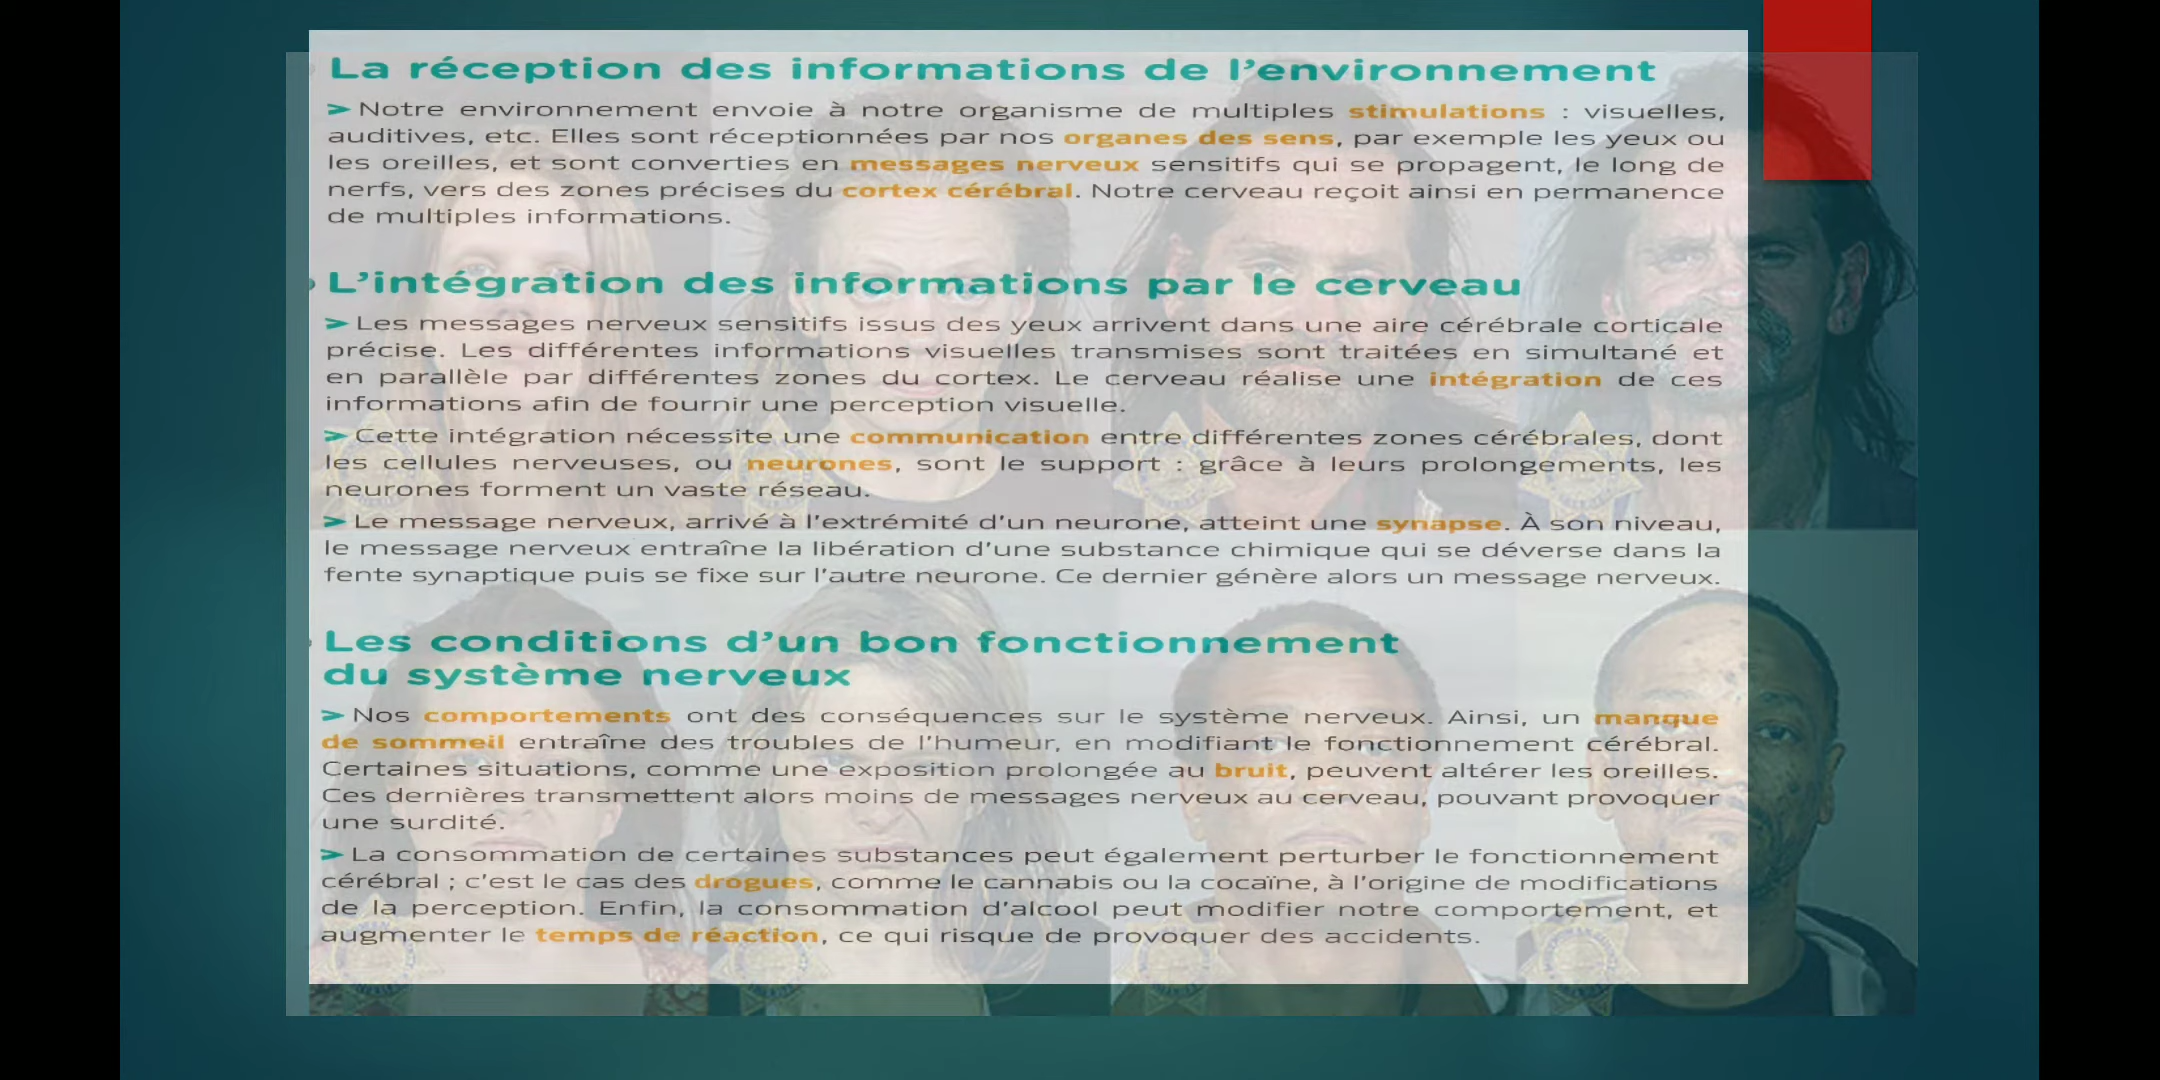 La réception des informations de l'environnement
➤ Notre environnement envoie à notre organisme de multiples stimulations : visuelles,
auditives, etc. Elles sont réceptionnées par nos organes des sens, par exemple les yeux ou
les oreilles, et sont converties en messages nerveux sensitifs qui se propagent, le long de
nerfs, vers des zones précises du cortex cérébral. Notre cerveau reçoit ainsi en permanence
de multiples informations.
L'intégration des informations par le cerveau
➤ Les messages nerveux sensitifs issus des yeux arrivent dans une aire cérébrale corticale
précise. Les différentes informations visuelles transmises sont traitées en simultané et
en parallèle par différentes zones du cortex. Le cerveau réalise une intégration de ces
informations afin de fournir une perception visuelle.
➤ Cette intégration nécessite une communication entre différentes zones cérébrales, dont
les cellules nerveuses, ou neurones, sont le support : grâce à leurs prolongements, les
neurones forment un vaste réseau.
➤ Le message nerveux, arrivé à l'extrémité d'un neurone, atteint une synapse. À son niveau,
le message nerveux entraîne la libération d'une substance chimique qui se déverse dans la
fente synaptique puis se fixe sur l'autre neurone. Ce dernier génère alors un message nerveux.
Les conditions d'un bon fonctionnement
du système nerveux
➤ Nos comportements ont des conséquences sur le système nerveux. Ainsi, un manque
de sommeil entraîne des troubles de l'humeur, en modifiant le fonctionnement cérébral.
Certaines situations, comme une exposition prolongée au bruit, peuvent altérer les oreilles.
Ces dernières transmettent alors moins de messages nerveux au cerveau, pouvant provoquer
une surdité.
➤ La consommation de certaines substances peut également perturber le fonctionnement
cérébral ; c'est le cas des drogues, comme le cannabis ou la cocaïne, à l'origine de modifications
de la perception. Enfin, la consommation d'alcool peut modifier notre comportement, et
augmenter le temps de réaction, ce qui risque de provoquer des accidents.